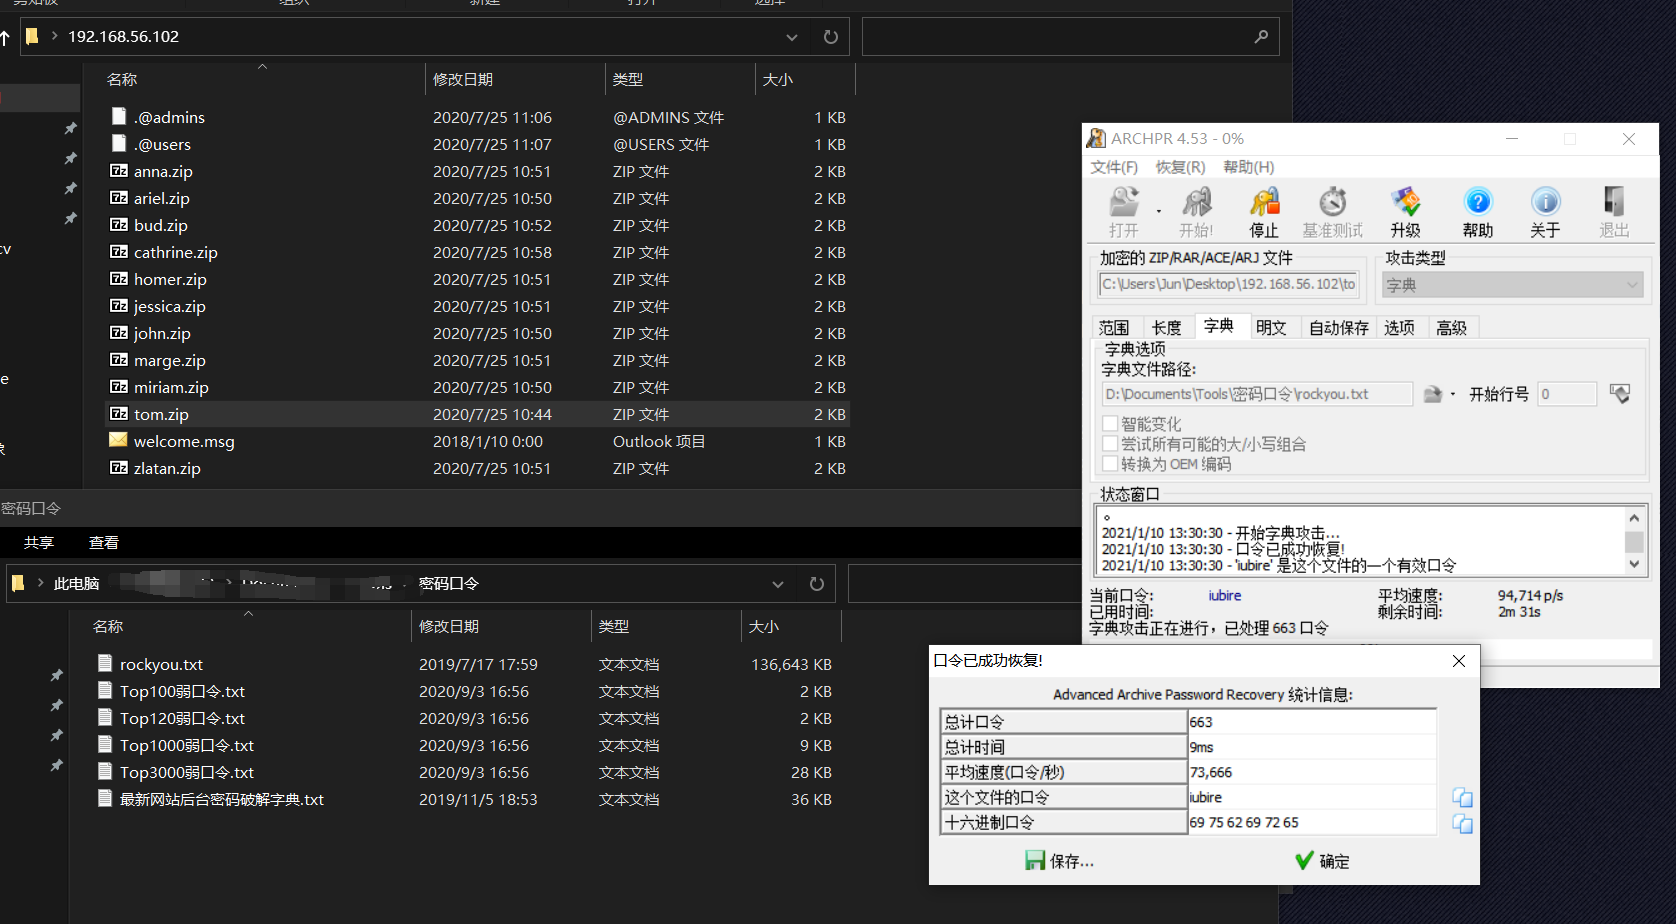 剪贴板 组织 新建 打开 选择
192.168.56.102
名称 修改日期 类型 大小
.@admins 2020/7/25 11:06 @ADMINS 文件 1 KB
.@users 2020/7/25 11:07 @USERS 文件 1 KB
anna.zip 2020/7/25 10:51 ZIP 文件 2 KB
ariel.zip 2020/7/25 10:50 ZIP 文件 2 KB
bud.zip 2020/7/25 10:52 ZIP 文件 2 KB
cathrine.zip 2020/7/25 10:58 ZIP 文件 2 KB
homer.zip 2020/7/25 10:51 ZIP 文件 2 KB
jessica.zip 2020/7/25 10:51 ZIP 文件 2 KB
john.zip 2020/7/25 10:50 ZIP 文件 2 KB
marge.zip 2020/7/25 10:51 ZIP 文件 2 KB
miriam.zip 2020/7/25 10:50 ZIP 文件 2 KB
tom.zip 2020/7/25 10:44 ZIP 文件 2 KB
welcome.msg 2018/1/10 0:00 Outlook 项目 1 KB
zlatan.zip 2020/7/25 10:51 ZIP 文件 2 KB
密码口令
共享 查看
此电脑 密码口令
名称 修改日期 类型 大小
rockyou.txt 2019/7/17 17:59 文本文档 136,643 KB
Top100弱口令.txt 2020/9/3 16:56 文本文档 2 KB
Top120弱口令.txt 2020/9/3 16:56 文本文档 2 KB
Top1000弱口令.txt 2020/9/3 16:56 文本文档 9 KB
Top3000弱口令.txt 2020/9/3 16:56 文本文档 28 KB
最新网站后台密码破解字典.txt 2019/11/5 18:53 文本文档 36 KB
ARCHPR 4.53 - 0%
文件(F) 恢复(R) 帮助(H)
打开 开始! 停止 基准测试 升级 帮助 关于 退出
加密的 ZIP/RAR/ACE/ARJ 文件 攻击类型
C:\Users\Jun\Desktop\192.168.56.102\to 字典
范围 长度 字典 明文 自动保存 选项 高级
字典选项
字典文件路径:
D:\Documents\Tools\密码口令\rockyou.txt 开始行号 0
智能变化
尝试所有可能的大/小写组合
转换为 OEM 编码
状态窗口
。
2021/1/10 13:30:30 - 开始字典攻击...
2021/1/10 13:30:30 - 口令已成功恢复!
2021/1/10 13:30:30 - 'iubire' 是这个文件的一个有效口令
当前口令: iubire 平均速度: 94,714 p/s
已用时间: 剩余时间: 2m 31s
字典攻击正在进行，已处理 663 口令
口令已成功恢复!
Advanced Archive Password Recovery 统计信息:
总计口令 663
总计时间 9ms
平均速度(口令/秒) 73,666
这个文件的口令 iubire
十六进制口令 69 75 62 69 72 65
保存... 确定